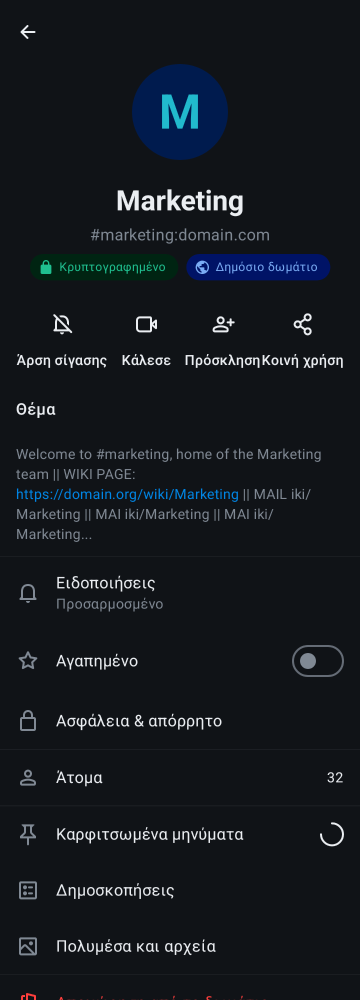 M
Marketing
#marketing:domain.com
Κρυπτογραφημένο
Δημόσιο δωμάτιο
Άρση σίγασης
Κάλεσε
Πρόσκληση
Κοινή χρήση
Θέμα
Welcome to #marketing, home of the Marketing
team || WIKI PAGE:
https://domain.org/wiki/Marketing || MAIL iki/
Marketing || MAI iki/Marketing || MAI iki/
Marketing...
Ειδοποιήσεις
Προσαρμοσμένο
Αγαπημένο
Ασφάλεια & απόρρητο
Άτομα
32
Καρφιτσωμένα μηνύματα
Δημοσκοπήσεις
Πολυμέσα και αρχεία